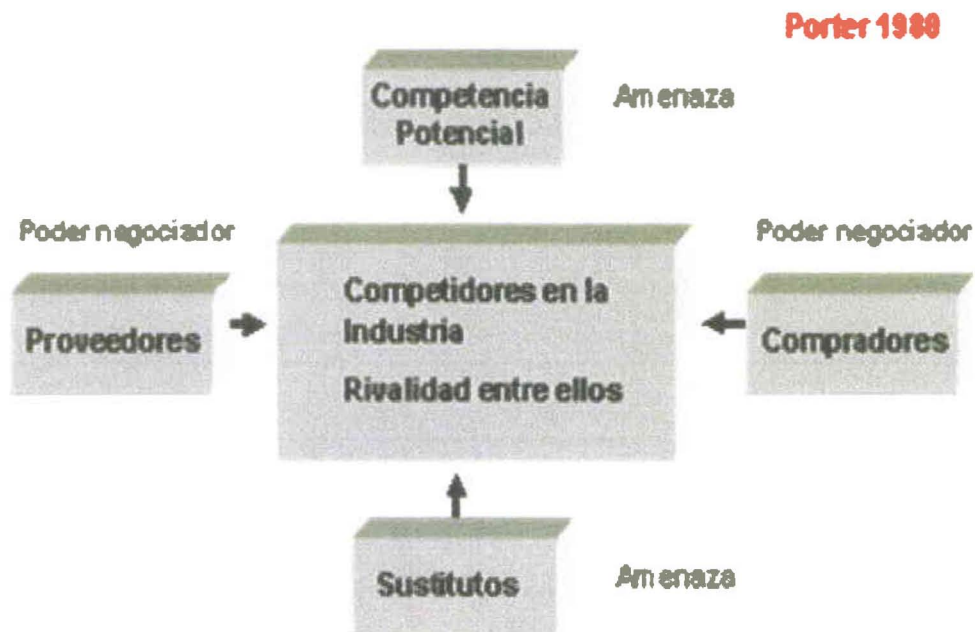 Porter 1980
Competencia
Potencial
Amenaza
Poder negociador
Poder negociador
Proveedores
Competidores en la
Industria
Rivalidad entre ellos
Compradores
Sustitutos
Amenaza